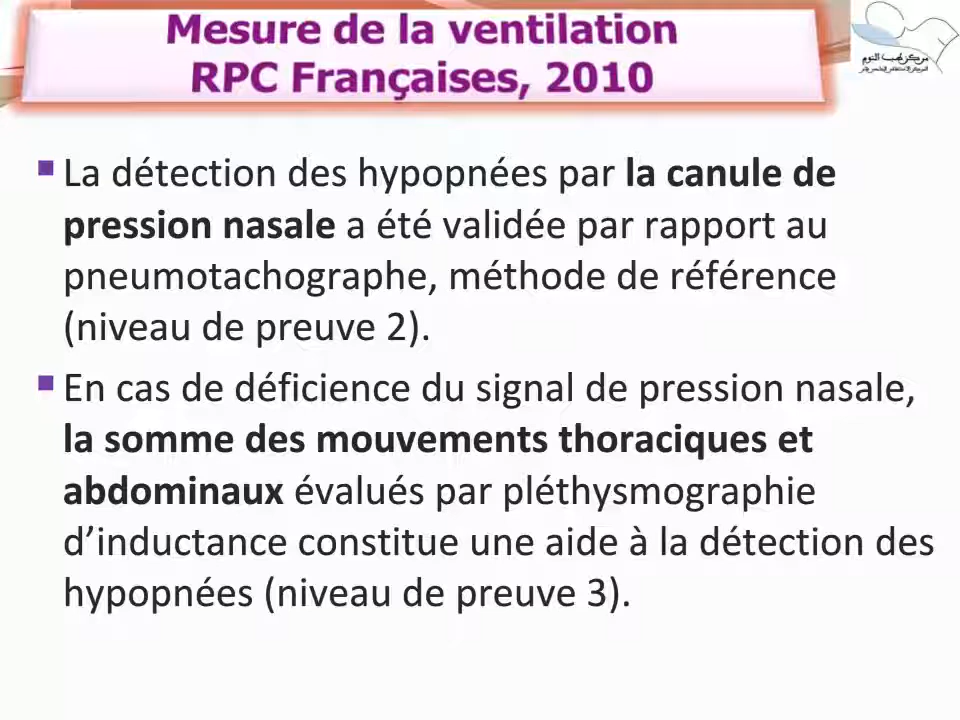 Mesure de la ventilation
RPC Françaises, 2010
مركز طب النوم
La détection des hypopnées par la canule de
pression nasale a été validée par rapport au
pneumotachographe, méthode de référence
(niveau de preuve 2).
En cas de déficience du signal de pression nasale,
la somme des mouvements thoraciques et
abdominaux évalués par pléthysmographie
d’inductance constitue une aide à la détection des
hypopnées (niveau de preuve 3).